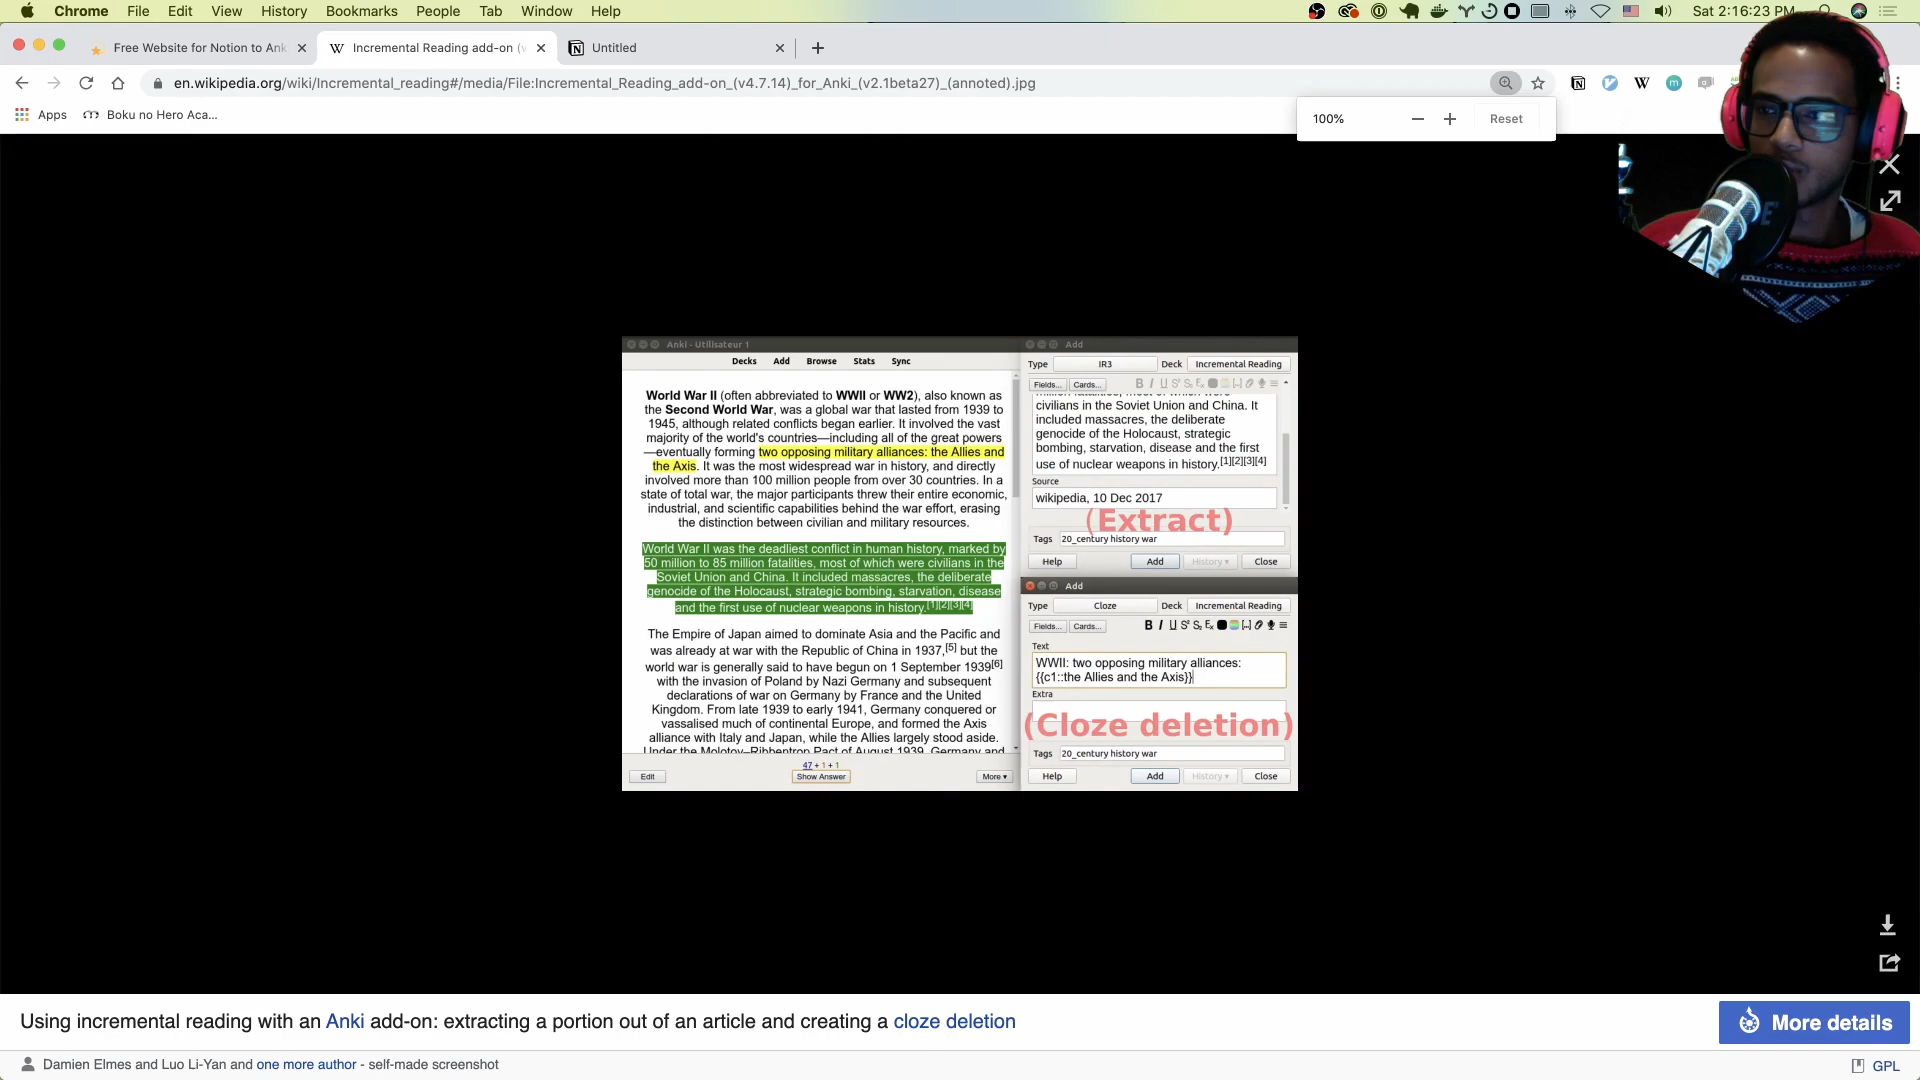 Chrome File Edit View History Bookmarks People Tab Window Help
Sat 2:16:23 PM
Free Website for Notion to Ank
Incremental Reading add-on (v
Untitled
en.wikipedia.org/wiki/Incremental_reading#/media/File:Incremental_Reading_add-on_(v4.7.14)_for_Anki_(v2.1beta27)_(annoted).jpg
Apps
Boku no Hero Aca...
100%
Reset
Anki - Utilisateur 1
Decks Add Browse Stats Sync
World War II (often abbreviated to WWII or WW2), also known as
the Second World War, was a global war that lasted from 1939 to
1945, although related conflicts began earlier. It involved the vast
majority of the world's countries—including all of the great powers
—eventually forming two opposing military alliances: the Allies and
the Axis. It was the most widespread war in history, and directly
involved more than 100 million people from over 30 countries. In a
state of total war, the major participants threw their entire economic,
industrial, and scientific capabilities behind the war effort, erasing
the distinction between civilian and military resources.
World War II was the deadliest conflict in human history, marked by
50 million to 85 million fatalities, most of which were civilians in the
Soviet Union and China. It included massacres, the deliberate
genocide of the Holocaust, strategic bombing, starvation, disease
and the first use of nuclear weapons in history.[1][2][3][4]
The Empire of Japan aimed to dominate Asia and the Pacific and
was already at war with the Republic of China in 1937,[5] but the
world war is generally said to have begun on 1 September 1939[6]
with the invasion of Poland by Nazi Germany and subsequent
declarations of war on Germany by France and the United
Kingdom. From late 1939 to early 1941, Germany conquered or
vassalised much of continental Europe, and formed the Axis
alliance with Italy and Japan, while the Allies largely stood aside.
Under the Molotov–Ribbentrop Pact of August 1939, Germany and
47 + 1 + 1
Edit
Show Answer
More ▾
Add
Type IR3 Deck Incremental Reading
Fields... Cards...
civilians in the Soviet Union and China. It
included massacres, the deliberate
genocide of the Holocaust, strategic
bombing, starvation, disease and the first
use of nuclear weapons in history.[1][2][3][4]
Source
wikipedia, 10 Dec 2017
(Extract)
Tags 20_century history war
Help Add History ▾ Close
Add
Type Cloze Deck Incremental Reading
Fields... Cards...
Text
WWII: two opposing military alliances:
{{c1::the Allies and the Axis}}
Extra
(Cloze deletion)
Tags 20_century history war
Help Add History ▾ Close
Using incremental reading with an Anki add-on: extracting a portion out of an article and creating a cloze deletion
More details
Damien Elmes and Luo Li-Yan and one more author - self-made screenshot
GPL